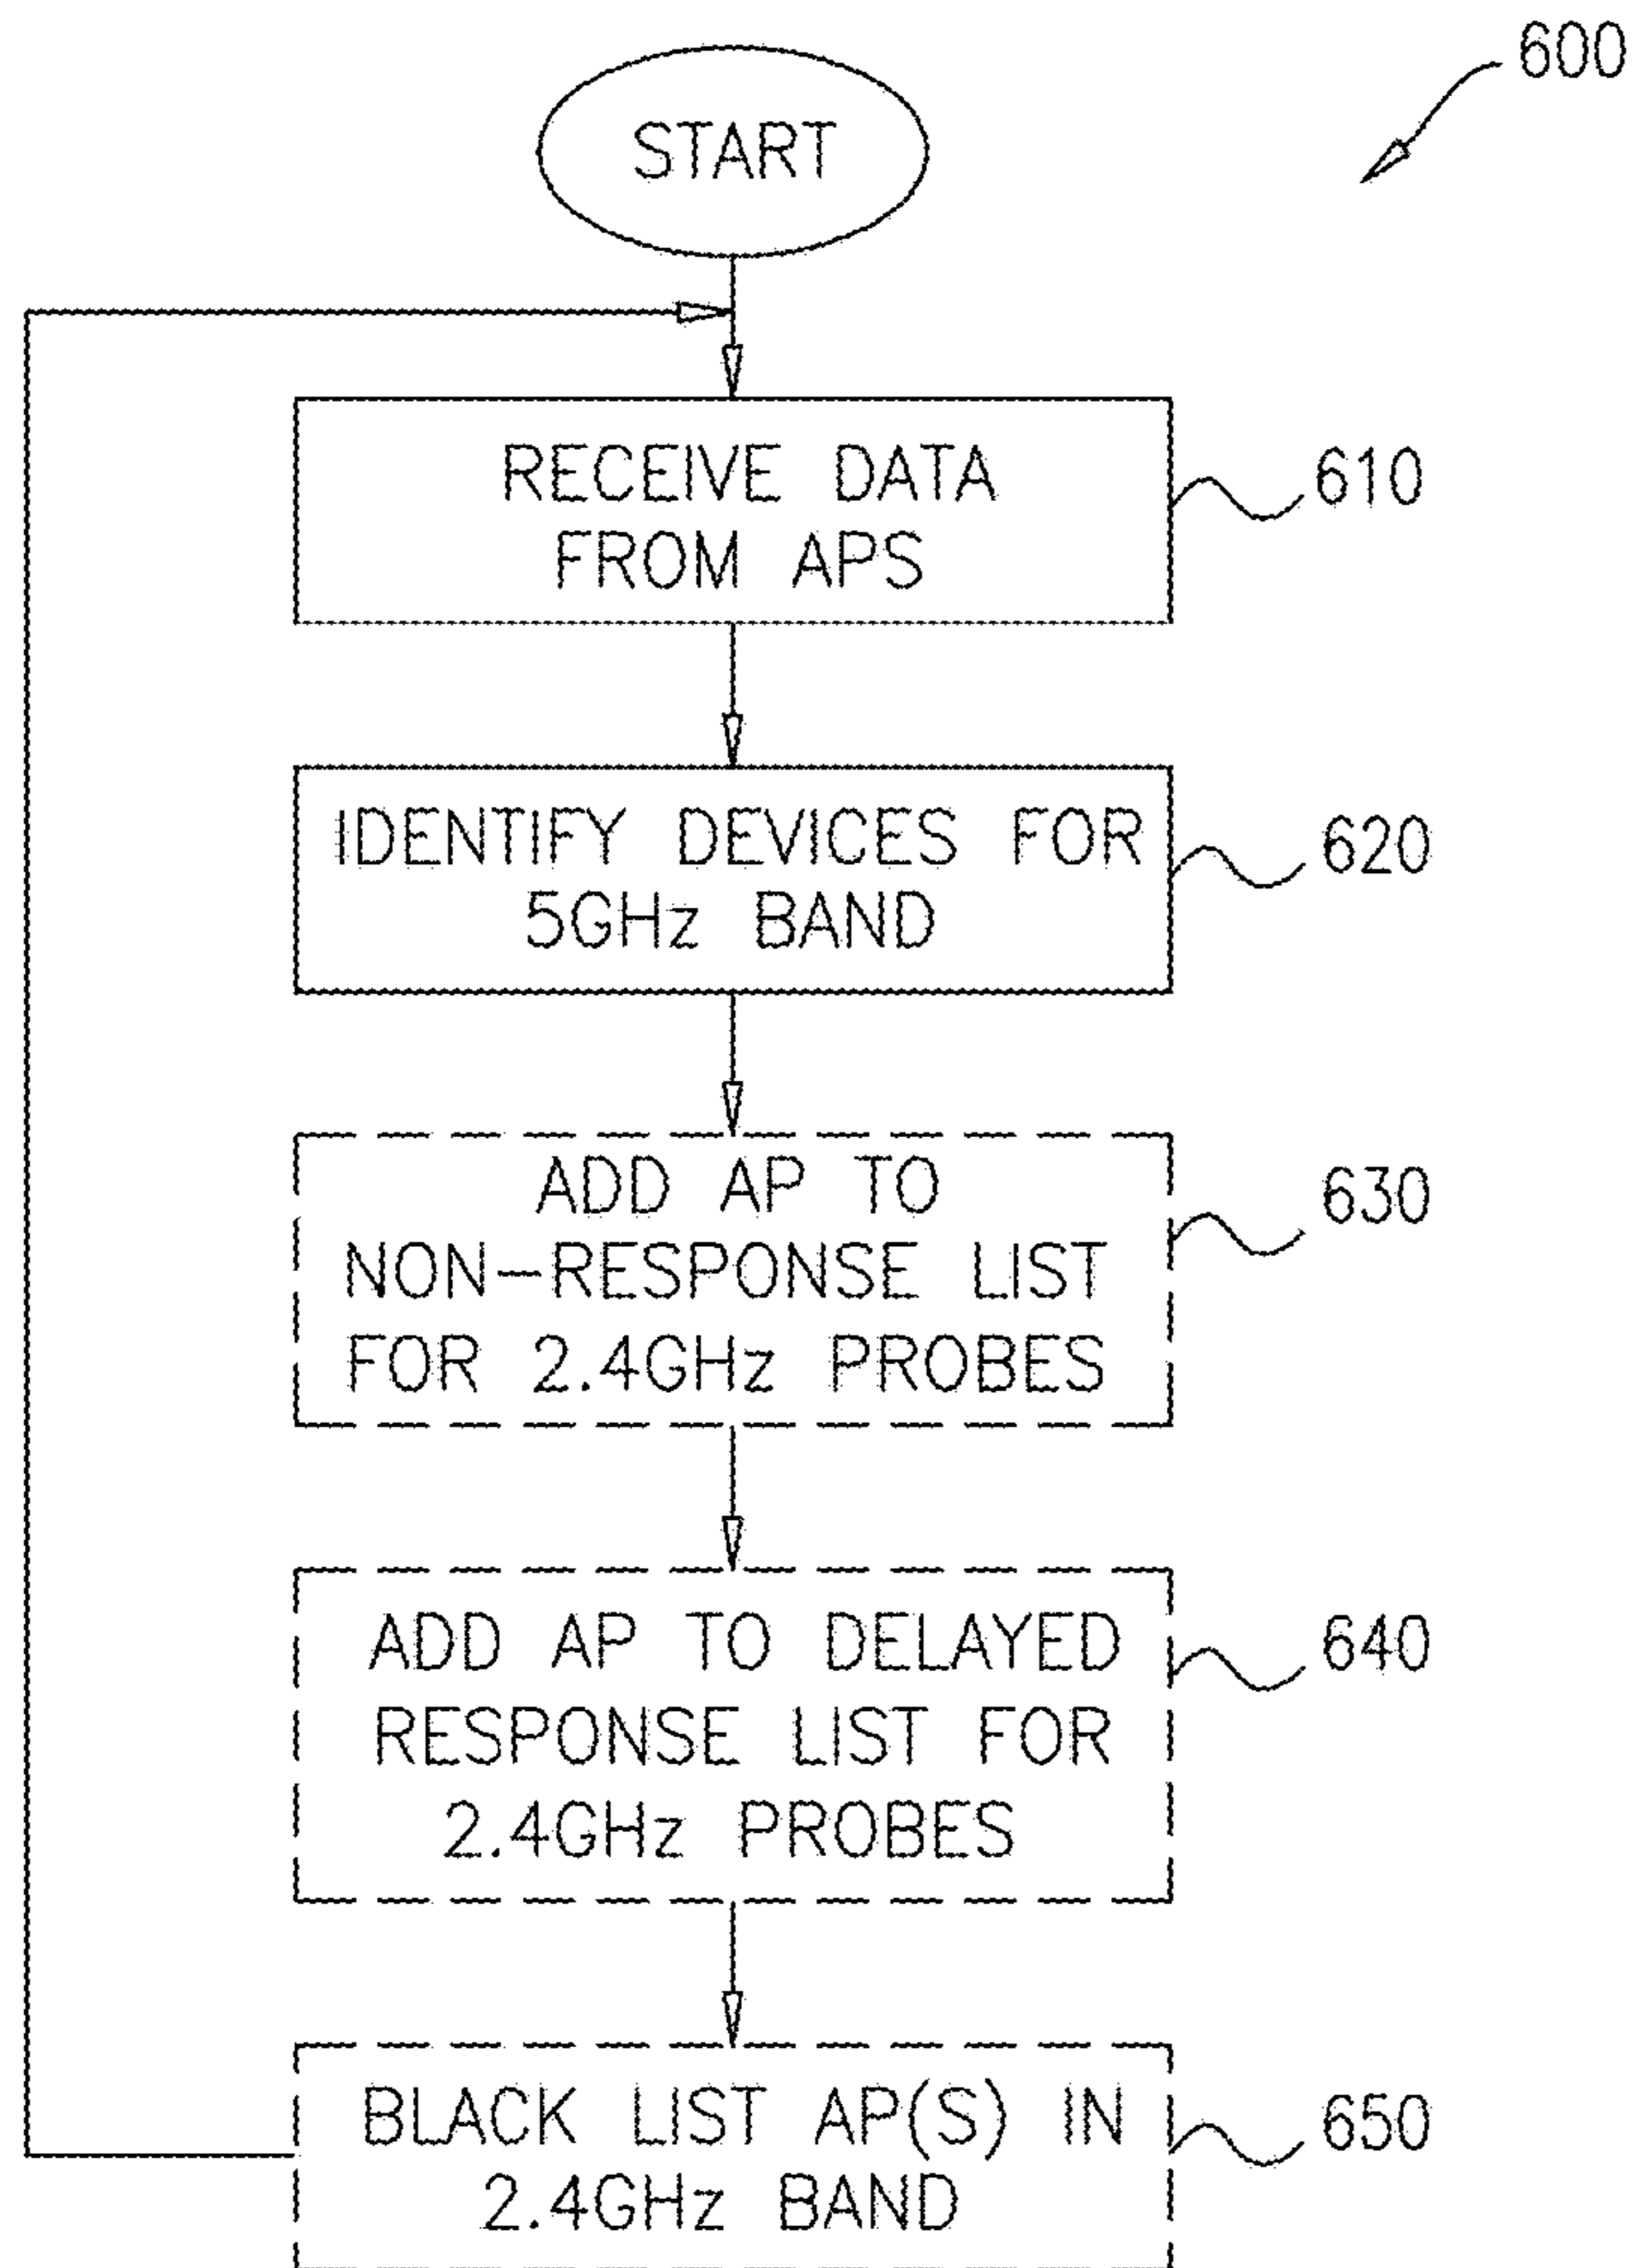 600
START
RECEIVE DATA
FROM APS
610
IDENTIFY DEVICES FOR
5GHz BAND
620
ADD AP TO
NON-RESPONSE LIST
FOR 2.4GHz PROBES
630
ADD AP TO DELAYED
RESPONSE LIST FOR
2.4GHz PROBES
640
BLACK LIST AP(S) IN
2.4GHz BAND
650